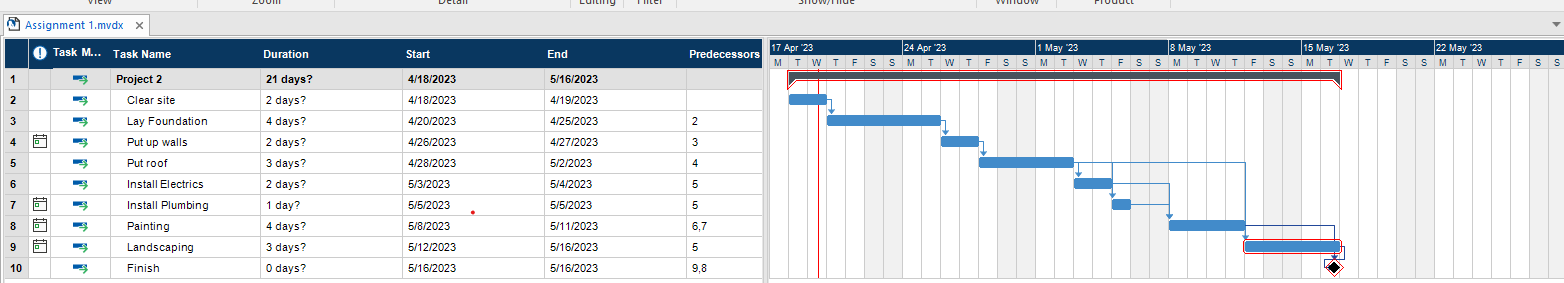 View Zoom Detail Editing Filter Show/Hide Window Product
Assignment 1.mvdx ×
Task M... Task Name Duration Start End Predecessors 17 Apr '23 24 Apr '23 1 May '23 8 May '23 15 May '23 22 May '23
M T W T F S S M T W T F S S M T W T F S S M T W T F S S M T W T F S S M T W T F S S
1 Project 2 21 days? 4/18/2023 5/16/2023
2 Clear site 2 days? 4/18/2023 4/19/2023
3 Lay Foundation 4 days? 4/20/2023 4/25/2023 2
4 Put up walls 2 days? 4/26/2023 4/27/2023 3
5 Put roof 3 days? 4/28/2023 5/2/2023 4
6 Install Electrics 2 days? 5/3/2023 5/4/2023 5
7 Install Plumbing 1 day? 5/5/2023 5/5/2023 5
8 Painting 4 days? 5/8/2023 5/11/2023 6,7
9 Landscaping 3 days? 5/12/2023 5/16/2023 5
10 Finish 0 days? 5/16/2023 5/16/2023 9,8